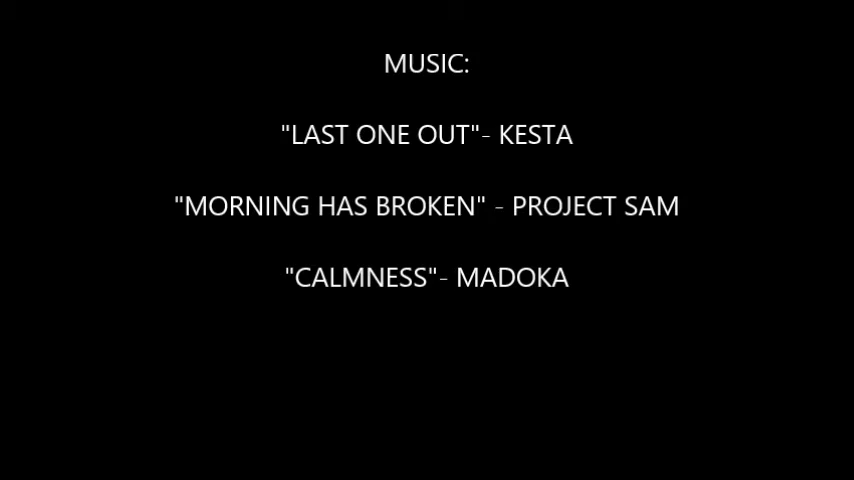 MUSIC:
"LAST ONE OUT"- KESTA
"MORNING HAS BROKEN" - PROJECT SAM
"CALMNESS"- MADOKA